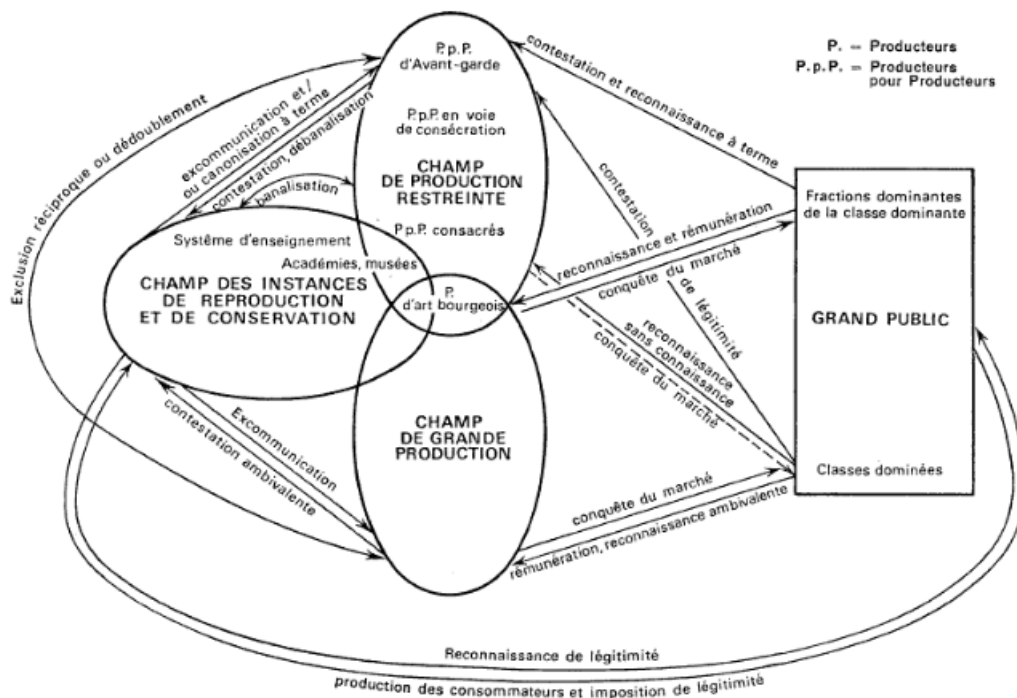 P. = Producteurs
P.p.P. = Producteurs
pour Producteurs
P.p.P.
d'Avant-garde
P.p.P. en voie
de consécration
CHAMP
DE PRODUCTION
RESTREINTE
P.p.P. consacrés
contestation et reconnaissance à terme
Exclusion réciproque ou dédoublement
excommunication et/
ou canonisation à terme
contestation, débanalisation
banalisation
Système d'enseignement
Académies, musées
CHAMP DES INSTANCES
DE REPRODUCTION
ET DE CONSERVATION
P.
d'art bourgeois
contestation
de légitimité
reconnaissance et rémunération
conquête du marché
reconnaissance
sans connaissance
conquête du marché
Fractions dominantes
de la classe dominante
GRAND PUBLIC
Classes dominées
CHAMP
DE GRANDE
PRODUCTION
Excommunication
contestation ambivalente
conquête du marché
rémunération, reconnaissance ambivalente
Reconnaissance de légitimité
production des consommateurs et imposition de légitimité